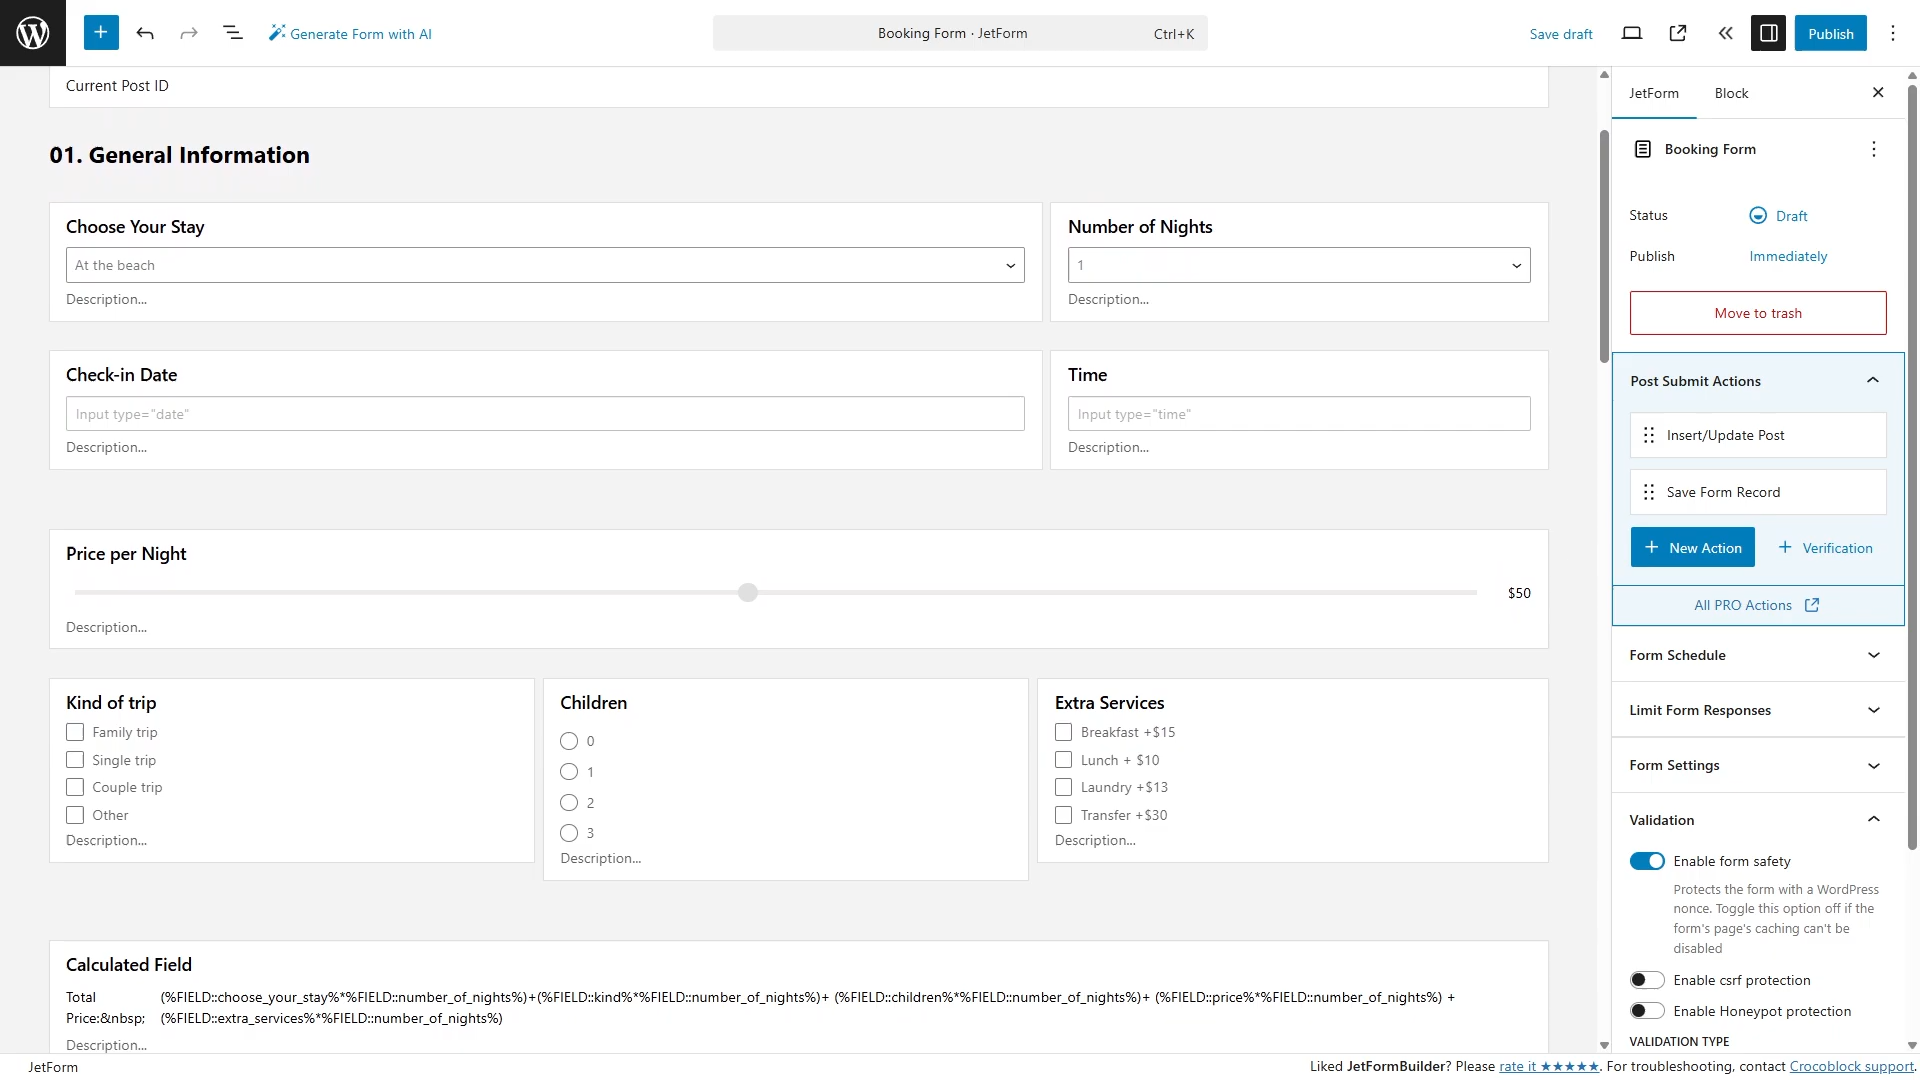 Generate Form with AI
Booking Form · JetForm
Ctrl+K
Save draft
Publish
Current Post ID
01. General Information
Choose Your Stay
At the beach
Description...
Number of Nights
1
Description...
Check-in Date
Input type="date"
Description...
Time
Input type="time"
Description...
Price per Night
$50
Description...
Kind of trip
Family trip
Single trip
Couple trip
Other
Description...
Children
0
1
2
3
Description...
Extra Services
Breakfast +$15
Lunch + $10
Laundry +$13
Transfer +$30
Description...
Calculated Field
Total Price:&nbsp;
(%FIELD::choose_your_stay%*%FIELD::number_of_nights%)+(%FIELD::kind%*%FIELD::number_of_nights%)+ (%FIELD::children%*%FIELD::number_of_nights%)+ (%FIELD::price%*%FIELD::number_of_nights%) +
(%FIELD::extra_services%*%FIELD::number_of_nights%)
Description...
JetForm
Block
Booking Form
Status
Draft
Publish
Immediately
Move to trash
Post Submit Actions
Insert/Update Post
Save Form Record
New Action
Verification
All PRO Actions
Form Schedule
Limit Form Responses
Form Settings
Validation
Enable form safety
Protects the form with a WordPress
nonce. Toggle this option off if the
form's page's caching can't be
disabled
Enable csrf protection
Enable Honeypot protection
VALIDATION TYPE
JetForm
Liked JetFormBuilder? Please rate it ★★★★★. For troubleshooting, contact Crocoblock support.